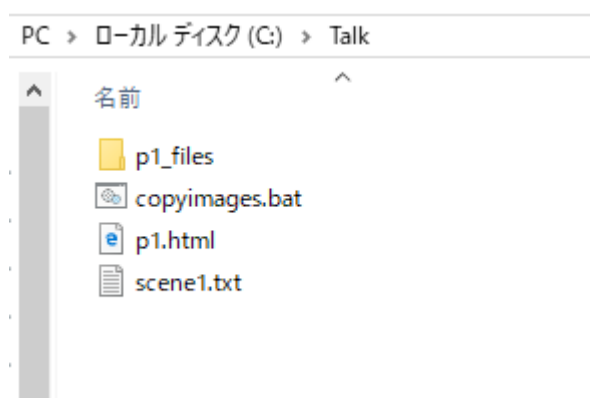 PC > ローカル ディスク (C:) > Talk
名前
p1_files
copyimages.bat
p1.html
scene1.txt